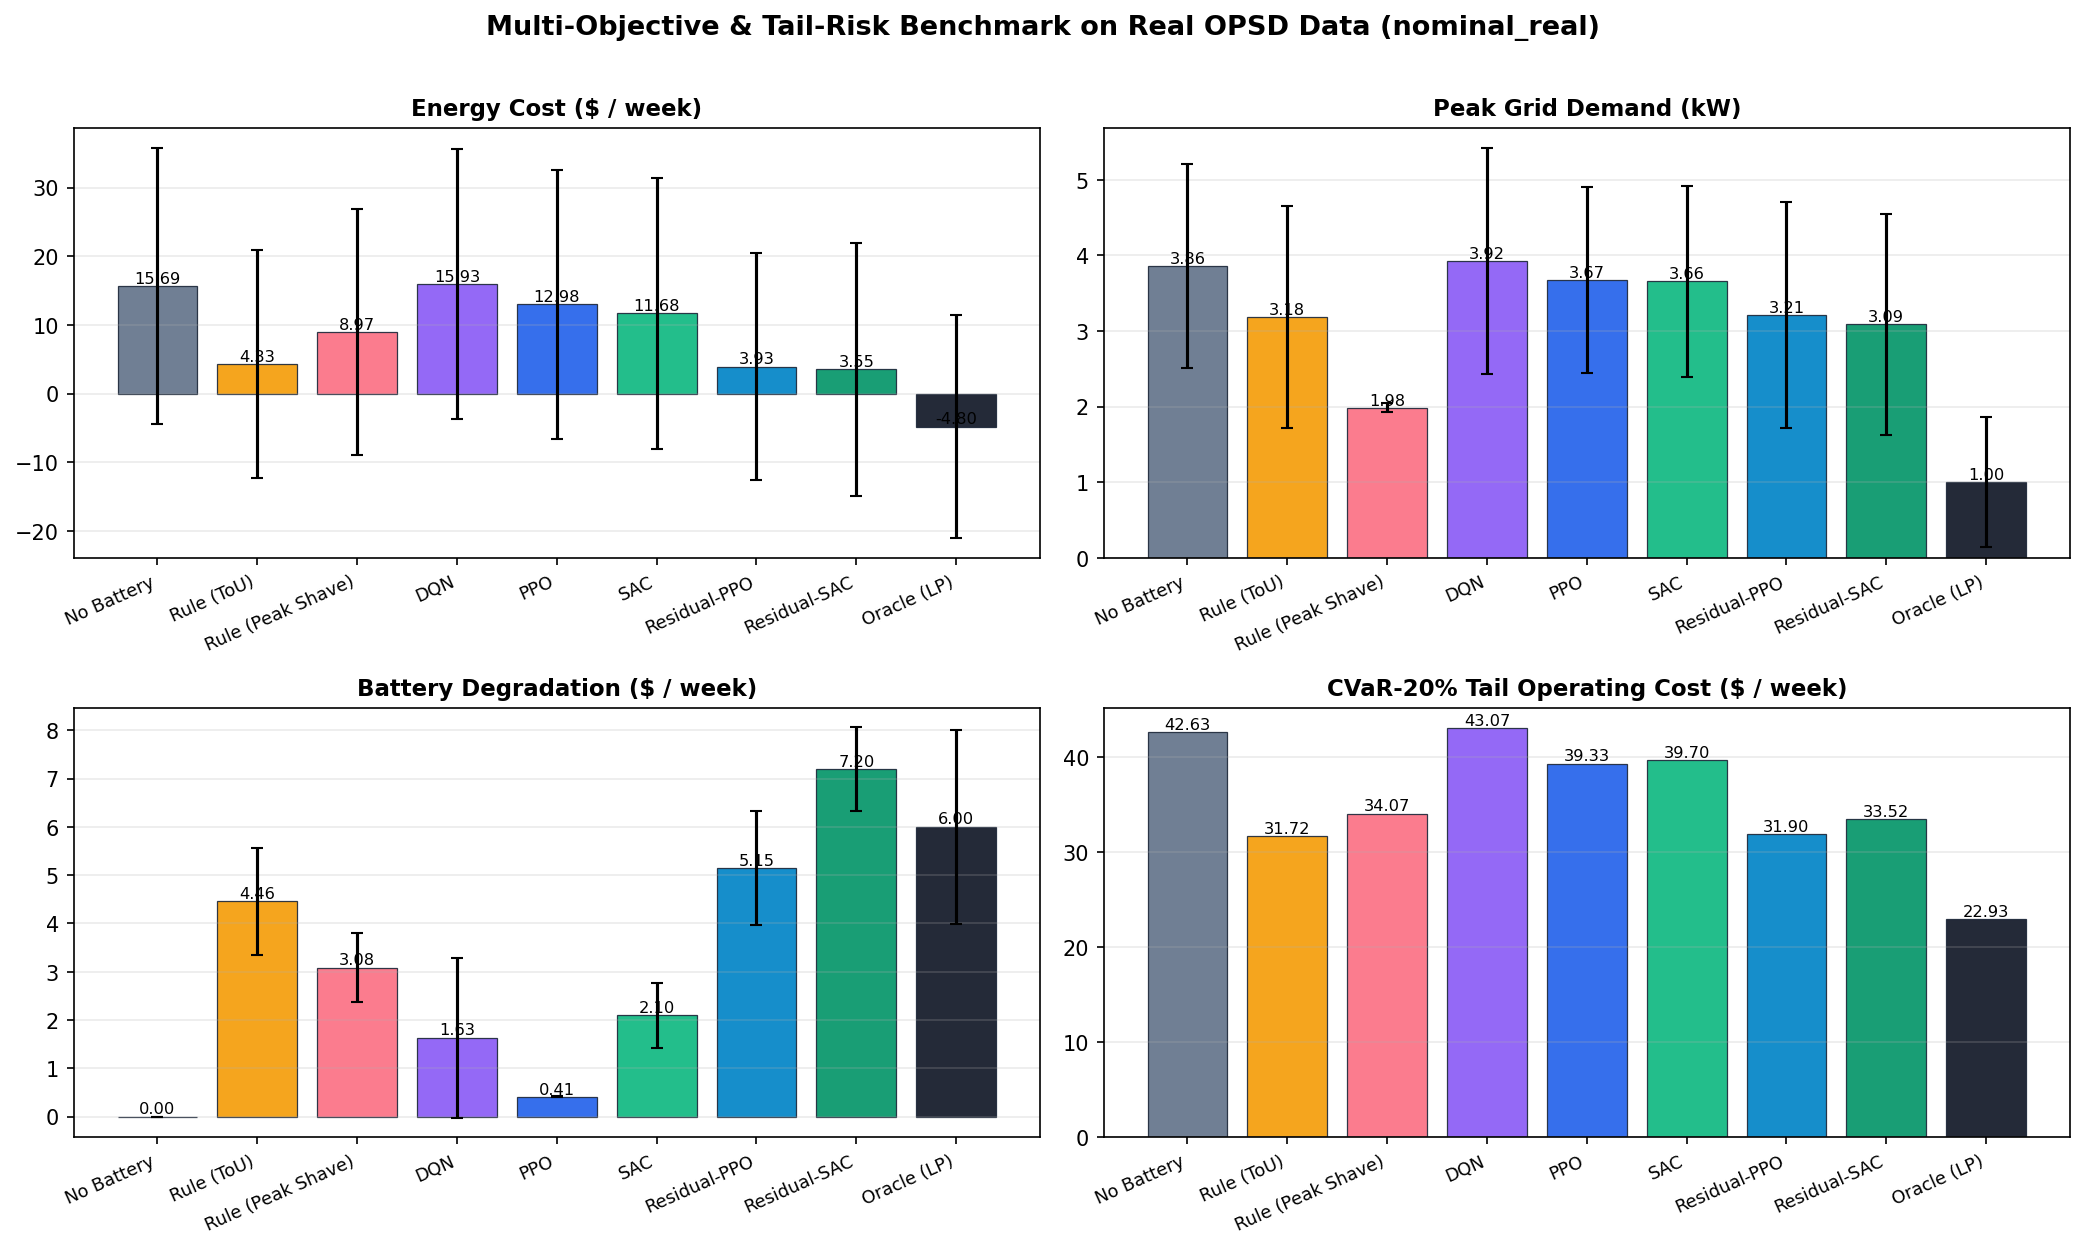 Multi-Objective & Tail-Risk Benchmark on Real OPSD Data (nominal_real)
Energy Cost ($ / week)
30
20
10
0
−10
−20
15.69
4.33
8.97
15.93
12.98
11.68
3.93
3.55
-4.80
No Battery
Rule (ToU)
Rule (Peak Shave)
DQN
PPO
SAC
Residual-PPO
Residual-SAC
Oracle (LP)
Peak Grid Demand (kW)
5
4
3
2
1
0
3.86
3.18
1.98
3.92
3.67
3.66
3.21
3.09
1.00
No Battery
Rule (ToU)
Rule (Peak Shave)
DQN
PPO
SAC
Residual-PPO
Residual-SAC
Oracle (LP)
Battery Degradation ($ / week)
8
7
6
5
4
3
2
1
0
0.00
4.46
3.08
1.63
0.41
2.10
5.15
7.20
6.00
No Battery
Rule (ToU)
Rule (Peak Shave)
DQN
PPO
SAC
Residual-PPO
Residual-SAC
Oracle (LP)
CVaR-20% Tail Operating Cost ($ / week)
40
30
20
10
0
42.63
31.72
34.07
43.07
39.33
39.70
31.90
33.52
22.93
No Battery
Rule (ToU)
Rule (Peak Shave)
DQN
PPO
SAC
Residual-PPO
Residual-SAC
Oracle (LP)